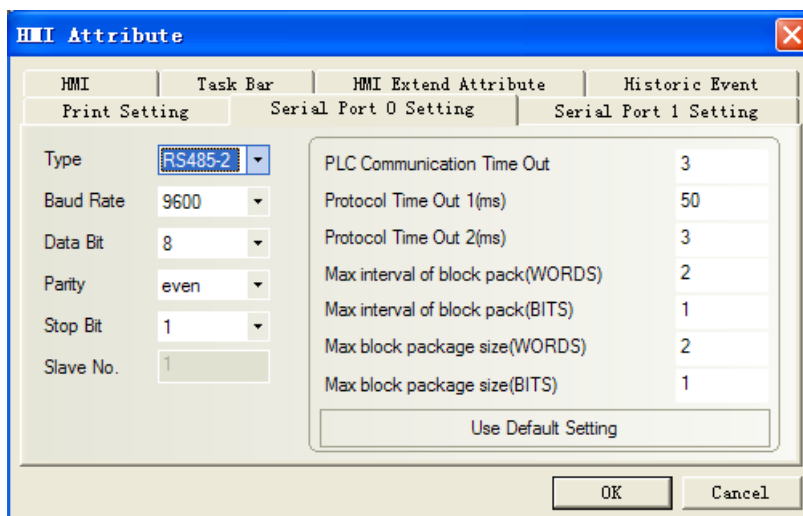 HMI Attribute
HMI Task Bar HMI Extend Attribute Historic Event
Print Setting Serial Port 0 Setting Serial Port 1 Setting
Type RS485-2
Baud Rate 9600
Data Bit 8
Parity even
Stop Bit 1
Slave No. 1
PLC Communication Time Out 3
Protocol Time Out 1(ms) 50
Protocol Time Out 2(ms) 3
Max interval of block pack(WORDS) 2
Max interval of block pack(BITS) 1
Max block package size(WORDS) 2
Max block package size(BITS) 1
Use Default Setting
OK Cancel